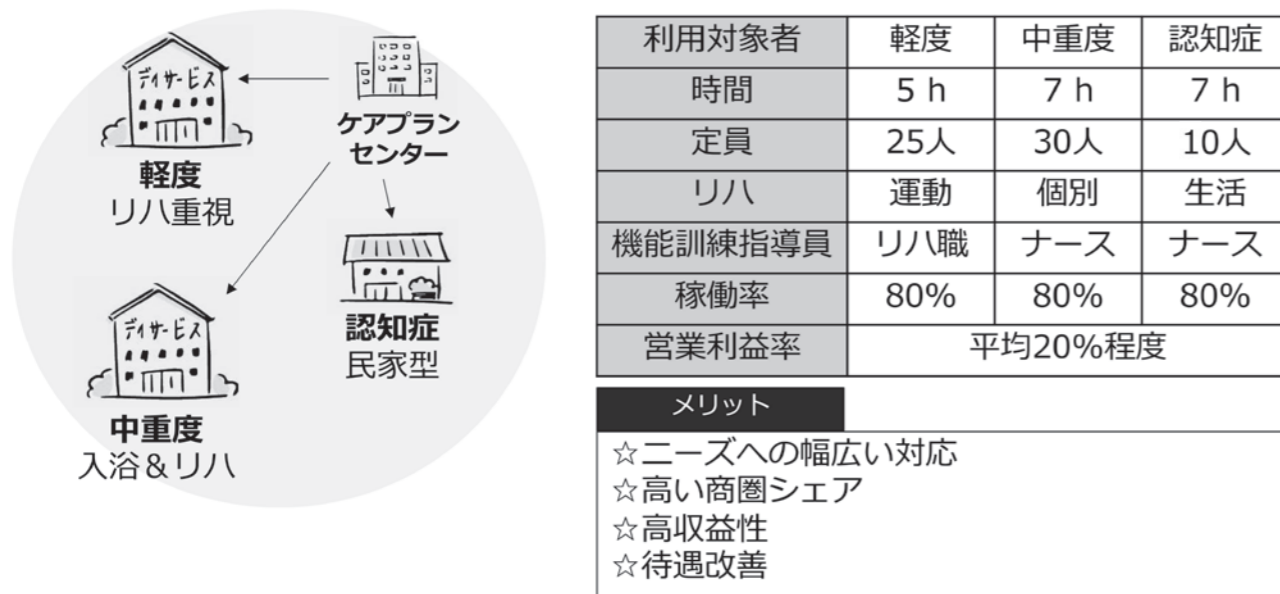 デイサービス
軽度
リハ重視
ケアプラン
センター
認知症
民家型
デイサービス
中重度
入浴＆リハ
利用対象者 軽度 中重度 認知症
時間 5ｈ 7ｈ 7ｈ
定員 25人 30人 10人
リハ 運動 個別 生活
機能訓練指導員 リハ職 ナース ナース
稼働率 80% 80% 80%
営業利益率 平均20%程度
メリット
☆ニーズへの幅広い対応
☆高い商圏シェア
☆高収益性
☆待遇改善